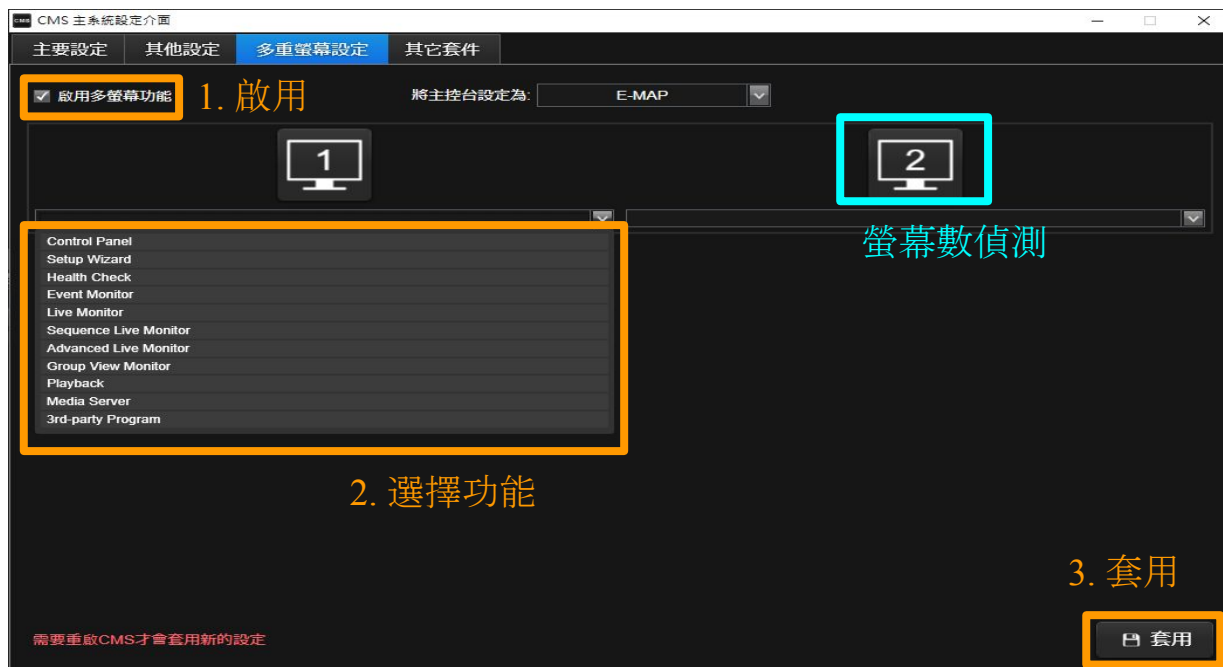 CMS CMS 主系統設定介面
主要設定 其他設定 多重螢幕設定 其它套件
啟用多螢幕功能 1. 啟用 將主控台設定為: E-MAP
1 2
螢幕數偵測
Control Panel
Setup Wizard
Health Check
Event Monitor
Live Monitor
Sequence Live Monitor
Advanced Live Monitor
Group View Monitor
Playback
Media Server
3rd-party Program
2. 選擇功能
3. 套用
需要重啟CMS才會套用新的設定 套用